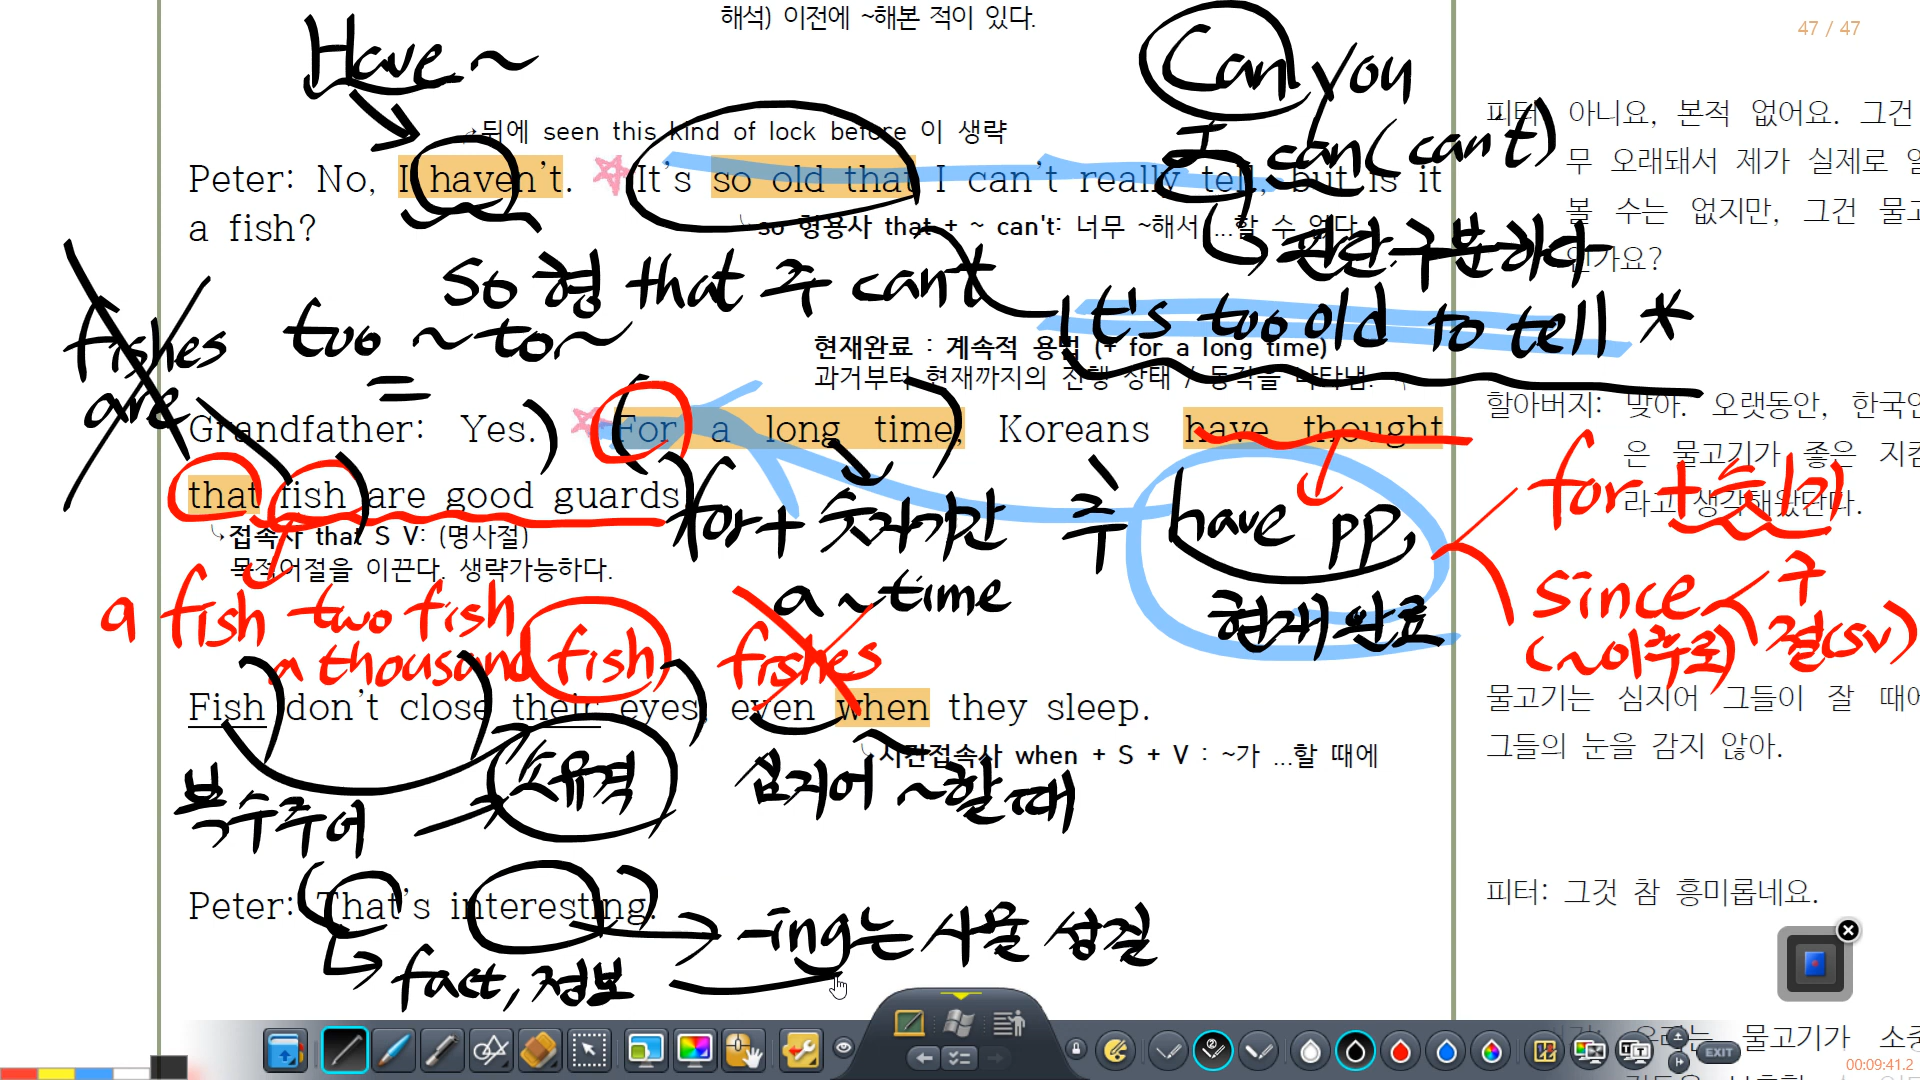 해석) 이전에 ~해본 적이 있다.
47 / 47
Have ~
Can you
뒤에 seen this kind of lock before 이 생략
I can(can't)
Peter: No, I haven't. It's so old that I can't really tell, but is it
a fish?
so 형용사 that + ~ can't: 너무 ~해서 ...할 수 없다
판단.구분하다
so 형 that 주 can't
too ~ to ~
=
It's too old to tell *
fishes
are
현재완료 : 계속적 용법 (+ for a long time)
과거부터 현재까지의 진행 상태 / 동작을 나타냄.
Grandfather: Yes. For a long time, Koreans have thought
that fish are good guards.
접속사 that S V: (명사절)
목적어절을 이끈다. 생략가능하다.
for + 숫자기간
a ~ time
주 have pp,
현재완료
for + 숫기
since 구
절(sv)
(~이후로)
a fish two fish
a thousand fish
fishes
Fish don't close their eyes, even when they sleep.
시간접속사 when + S + V : ~가 ...할 때에
복수주어
소유격
심지어 ~할 때
Peter: That's interesting.
fact, 정보
-ing는 사물 성질
피터: 아니요, 본적 없어요. 그건
무 오래돼서 제가 실제로
볼 수는 없지만, 그건 물고
인가요?
할아버지: 맞아. 오랫동안, 한국인
은 물고기가 좋은 지킴
라고 생각해왔단다.
물고기는 심지어 그들이 잘 때에
그들의 눈을 감지 않아.
피터: 그것 참 흥미롭네요.
물고기가 소중
EXIT
00:09:41.2